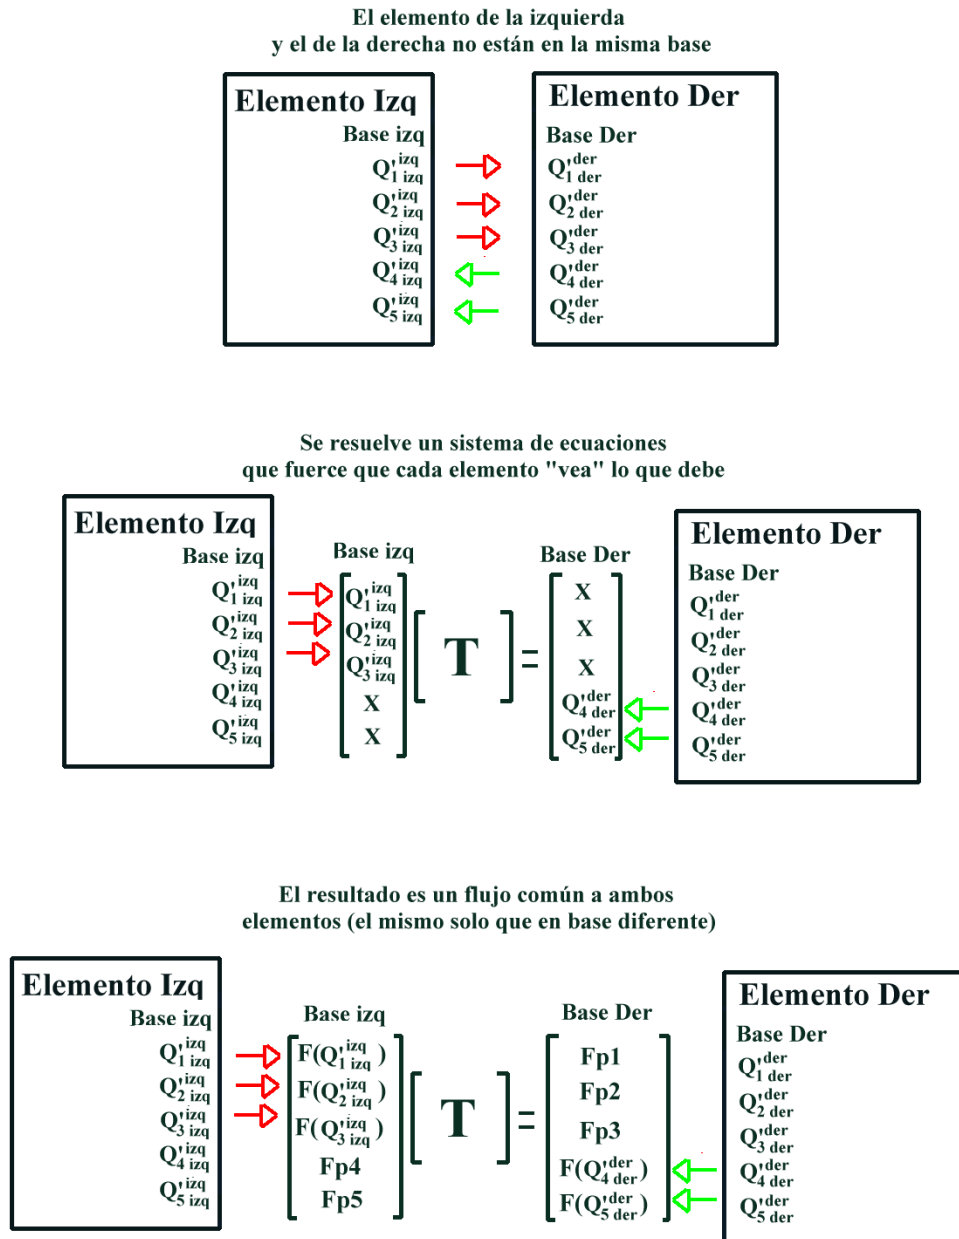 El elemento de la izquierda
y el de la derecha no están en la misma base
Elemento Izq
Base izq
Q'₁ izq^izq
Q'₂ izq^izq
Q'₃ izq^izq
Q'₄ izq^izq
Q'₅ izq^izq
Elemento Der
Base Der
Q'₁ der^der
Q'₂ der^der
Q'₃ der^der
Q'₄ der^der
Q'₅ der^der
Se resuelve un sistema de ecuaciones
que fuerce que cada elemento "vea" lo que debe
Elemento Izq
Base izq
Q'₁ izq^izq
Q'₂ izq^izq
Q'₃ izq^izq
Q'₄ izq^izq
Q'₅ izq^izq
Base izq
Q'₁ izq^izq
Q'₂ izq^izq
Q'₃ izq^izq
X
X
T
=
Base Der
X
X
X
Q'₄ der^der
Q'₅ der^der
Elemento Der
Base Der
Q'₁ der^der
Q'₂ der^der
Q'₃ der^der
Q'₄ der^der
Q'₅ der^der
El resultado es un flujo común a ambos
elementos (el mismo solo que en base diferente)
Elemento Izq
Base izq
Q'₁ izq^izq
Q'₂ izq^izq
Q'₃ izq^izq
Q'₄ izq^izq
Q'₅ izq^izq
Base izq
F(Q'₁ izq^izq)
F(Q'₂ izq^izq)
F(Q'₃ izq^izq)
Fp4
Fp5
T
=
Base Der
Fp1
Fp2
Fp3
F(Q'₄ der^der)
F(Q'₅ der^der)
Elemento Der
Base Der
Q'₁ der^der
Q'₂ der^der
Q'₃ der^der
Q'₄ der^der
Q'₅ der^der